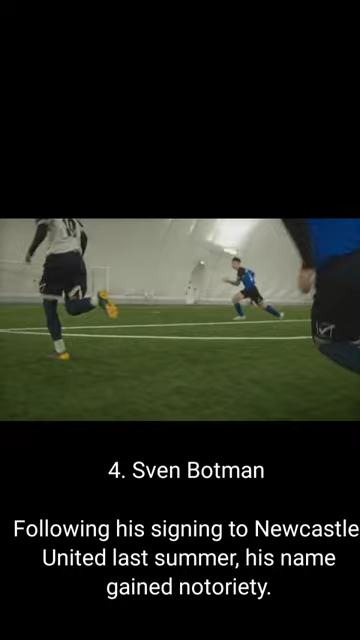 4. Sven Botman
Following his signing to Newcastle
United last summer, his name
gained notoriety.